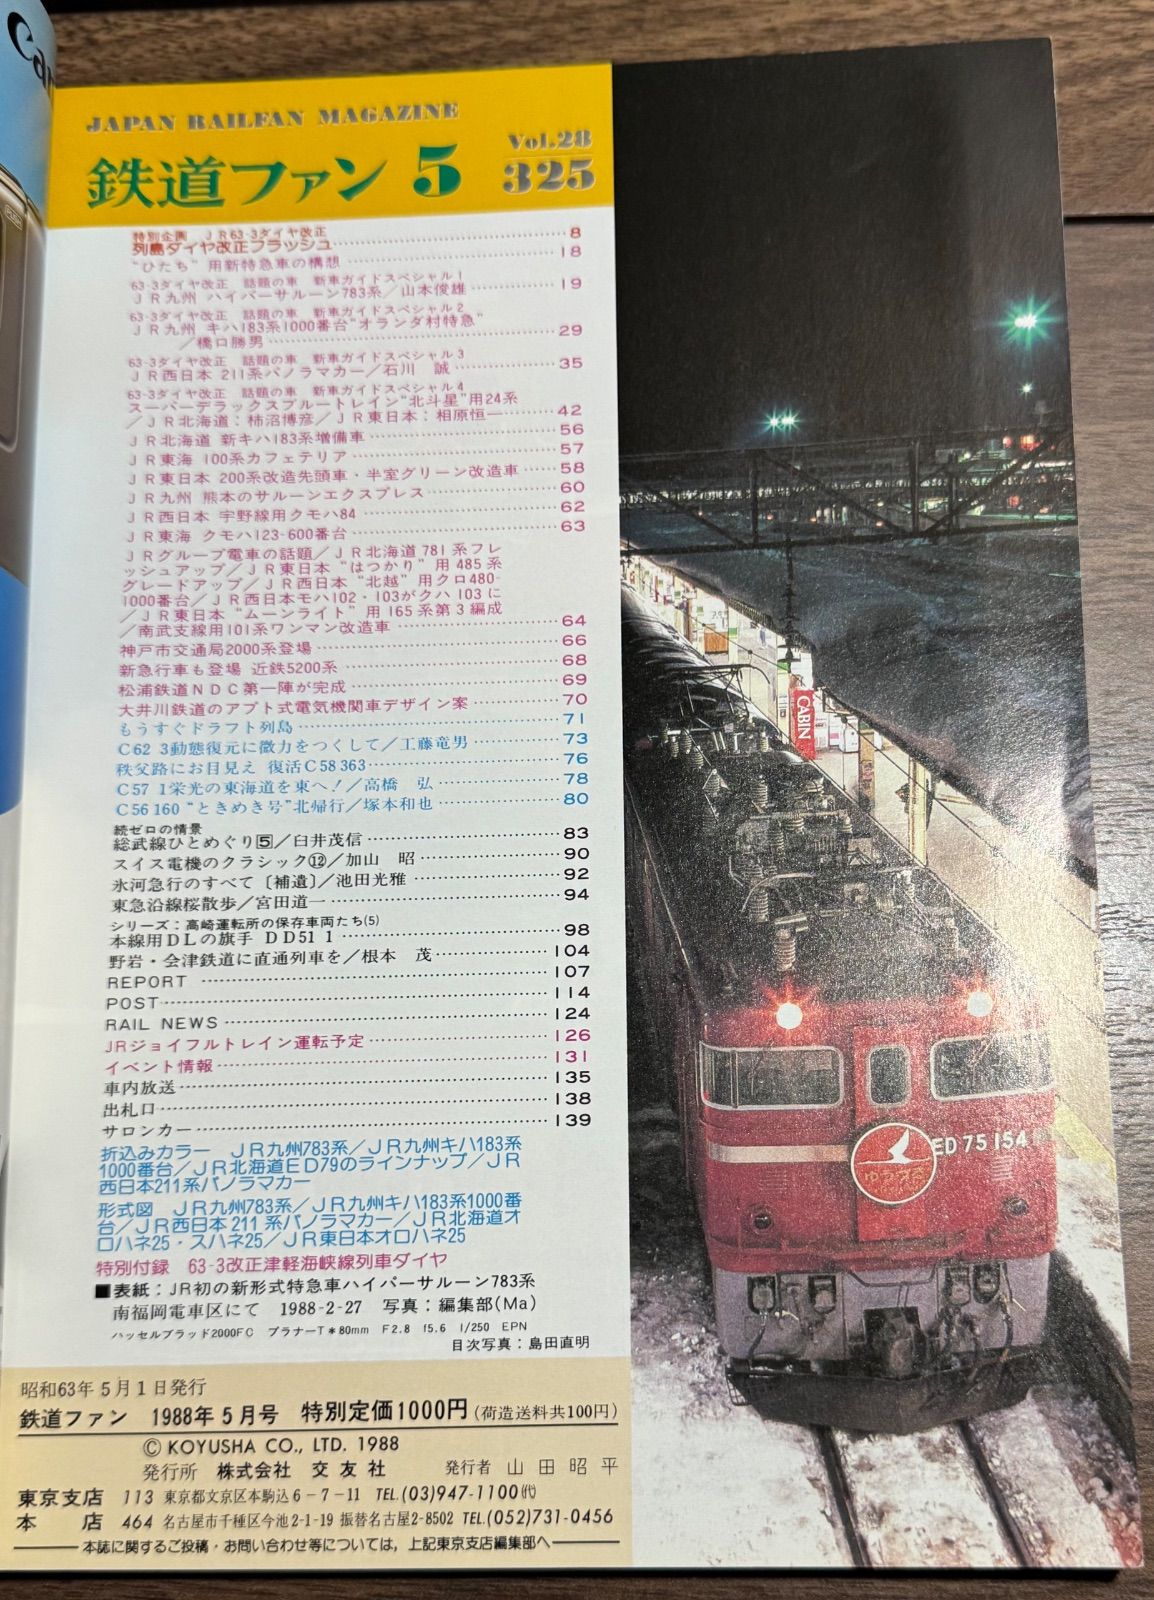 JAPAN RAILFAN MAGAZINE
鉄道ファン 5
Vol.28
325
特別企画 JR63-3ダイヤ改正
列島ダイヤ改正フラッシュ 8
"ひたち" 用新特急車の構想 18
63-3ダイヤ改正 話題の車 新車ガイドスペシャル1
JR九州 ハイパーサルーン783系/山本俊雄 19
63-3ダイヤ改正 話題の車 新車ガイドスペシャル2
JR九州 キハ183系1000番台"オランダ村特急"
/橋口勝男 29
63-3ダイヤ改正 話題の車 新車ガイドスペシャル3
JR西日本 211系パノラマカー/石川 誠 35
63-3ダイヤ改正 話題の車 新車ガイドスペシャル4
スーパーデラックスブルートレイン"北斗星"用24系
/JR北海道:柿沼博彦/JR東日本:相原恒一 42
JR北海道 新キハ183系増備車 56
JR東海 100系カフェテリア 57
JR東日本 200系改造先頭車・半室グリーン改造車 58
JR九州 熊本のサルーンエクスプレス 60
JR西日本 宇野線用クモハ84 62
JR東海 クモハ123-600番台 63
JRグループ電車の話題/JR北海道781系フレ
ッシュアップ/JR東日本"はつかり"用485系
グレードアップ/JR西日本"北越"用クロ480-
1000番台/JR西日本モハ102・103がクハ103に
/JR東日本"ムーンライト"用165系第3編成
/南武支線用101系ワンマン改造車 64
神戸市交通局2000系登場 66
新急行車も登場 近鉄5200系 68
松浦鉄道NDC第一陣が完成 69
大井川鉄道のアプト式電気機関車デザイン案 70
もうすぐドラフト列島 71
C62 3動態復元に微力をつくして/工藤竜男 73
秩父路にお目見え 復活C58 363 76
C57 1栄光の東海道を東へ!/高橋 弘 78
C56 160"ときめき号"北帰行/塚本和也 80
続ゼロの情景
総武線ひとめぐり5/臼井茂信 83
スイス電機のクラシック⑫/加山 昭 90
氷河急行のすべて〔補遺〕/池田光雅 92
東急沿線桜散歩/宮田道一 94
シリーズ:高崎運転所の保存車両たち(5)
本線用DLの旗手 DD51 1 98
野岩・会津鉄道に直通列車を/根本 茂 104
REPORT 107
POST 114
RAIL NEWS 124
JRジョイフルトレイン運転予定 126
イベント情報 131
車内放送 135
出札口 138
サロンカー 139
折込みカラー JR九州783系/JR九州キハ183系
1000番台/JR北海道ED79のラインナップ/JR
西日本211系パノラマカー
形式図 JR九州783系/JR九州キハ183系1000番
台/JR西日本211系パノラマカー/JR北海道オ
ロハネ25・スハネ25/JR東日本オロハネ25
特別付録 63-3改正津軽海峡線列車ダイヤ
■表紙:JR初の新形式特急車ハイパーサルーン783系
南福岡電車区にて 1988-2-27 写真:編集部(Ma)
ハッセルブラッド2000FC プラナーT*80mm F2.8 f5.6 1/250 EPN
目次写真:島田直明
昭和63年5月1日発行
鉄道ファン 1988年5月号 特別定価1000円(荷造送料共100円)
© KOYUSHA CO., LTD. 1988
発行所 株式会社 交友社 発行者 山田昭平
東京支店 113 東京都文京区本駒込6-7-11 TEL.(03)947-1100㈹
本店 464 名古屋市千種区今池2-1-19 振替名古屋2-8502 TEL.(052)731-0456
本誌に関するご投稿・お問い合わせ等については,上記東京支店編集部へ
CABIN
ED 75 154
ゆうづる